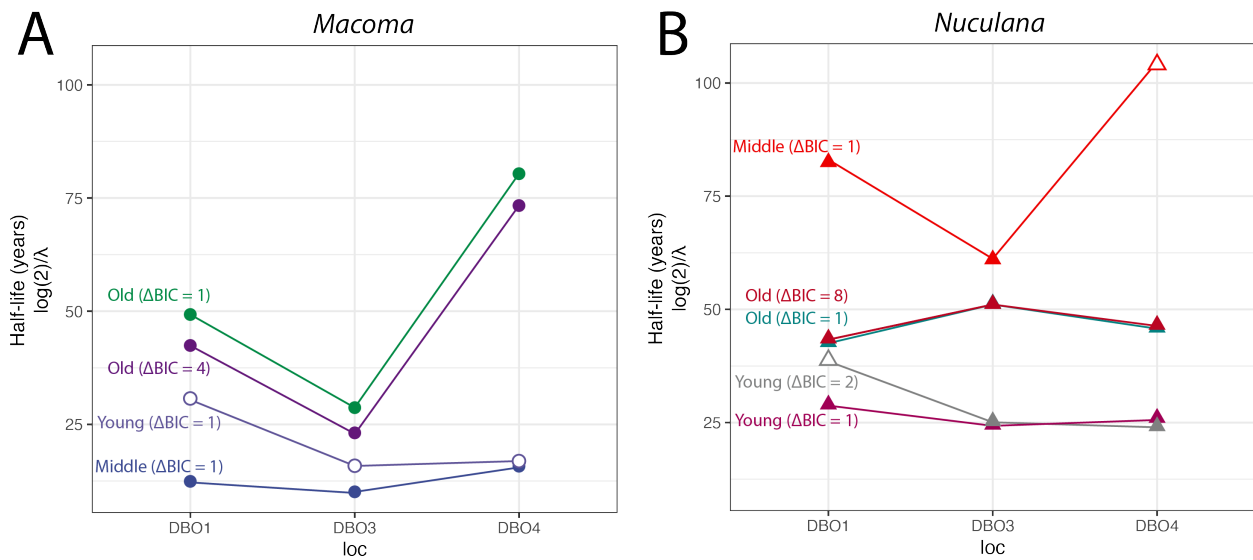 A
Macoma
Half-life (years)
log(2)/λ
100
75
50
25
Old (ΔBIC = 1)
Old (ΔBIC = 4)
Young (ΔBIC = 1)
Middle (ΔBIC = 1)
DBO1
DBO3
DBO4
loc
B
Nuculana
Half-life (years)
log(2)/λ
100
75
50
25
Middle (ΔBIC = 1)
Old (ΔBIC = 8)
Old (ΔBIC = 1)
Young (ΔBIC = 2)
Young (ΔBIC = 1)
DBO1
DBO3
DBO4
loc